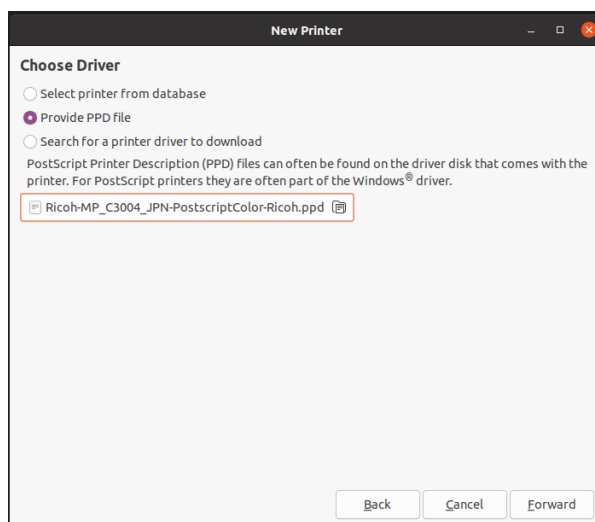 New Printer
Choose Driver
Select printer from database
Provide PPD file
Search for a printer driver to download
PostScript Printer Description (PPD) files can often be found on the driver disk that comes with the
printer. For PostScript printers they are often part of the Windows® driver.
Ricoh-MP_C3004_JPN-PostscriptColor-Ricoh.ppd
Back Cancel Forward